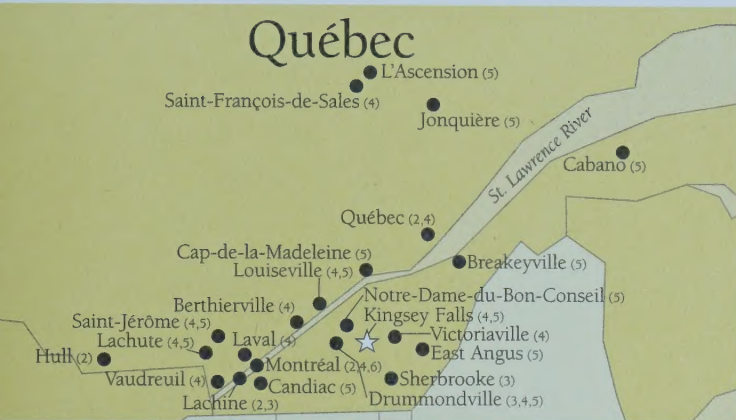 Québec
L'Ascension (5)
Saint-François-de-Sales (4)
Jonquière (5)
St. Lawrence River
Cabano (5)
Québec (2,4)
Cap-de-la-Madeleine (5)
Breakeyville (5)
Louiseville (4,5)
Notre-Dame-du-Bon-Conseil (5)
Berthierville (4)
Kingsey Falls (4,5)
Saint-Jérôme (4,5)
Victoriaville (4)
Lachute (4,5)
Laval (4)
East Angus (5)
Hull (2)
Montréal (2,4,6)
Vaudreuil (4)
Candiac (5)
Sherbrooke (3)
Lachine (2,3)
Drummondville (3,4,5)